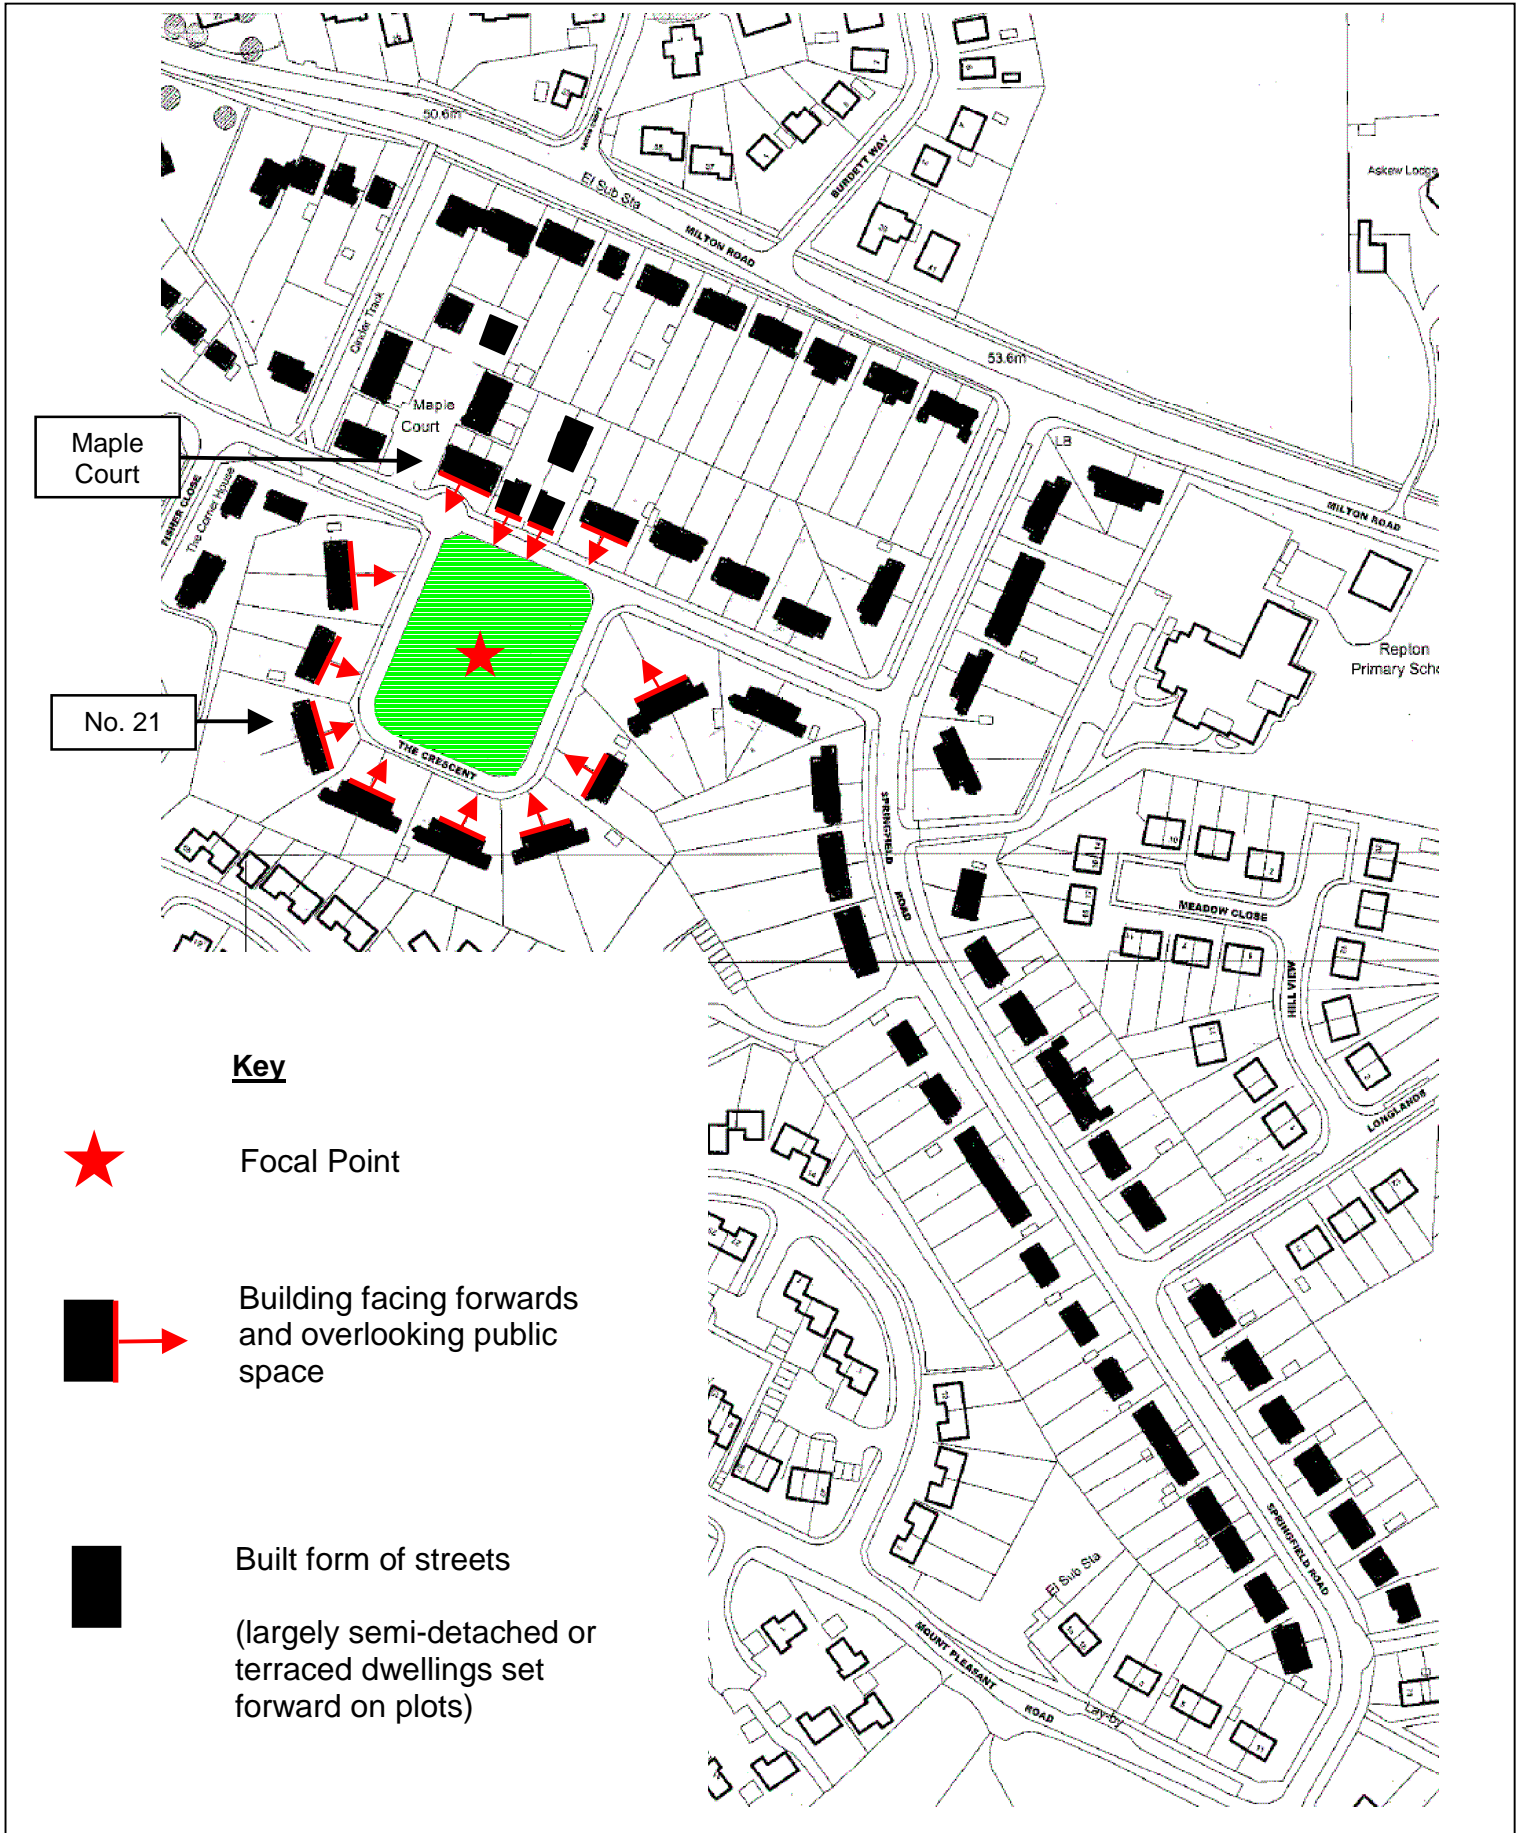 50.6m
El Sub Sta
MILTON ROAD
BURDETT WAY
Askew Lodge
53.6m
Cinder Track
Maple
Court
Maple
Court
LB
MILTON ROAD
FISHER CLOSE
The Corner House
Repton
Primary Scho
No. 21
THE CRESCENT
SPRINGFIELD
ROAD
MEADOW CLOSE
HILL VIEW
LONGLANDS
Key
Focal Point
Building facing forwards
and overlooking public
space
Built form of streets
(largely semi-detached or
terraced dwellings set
forward on plots)
SPRINGFIELD ROAD
El Sub Sta
MOUNT PLEASANT
ROAD
Lay-by